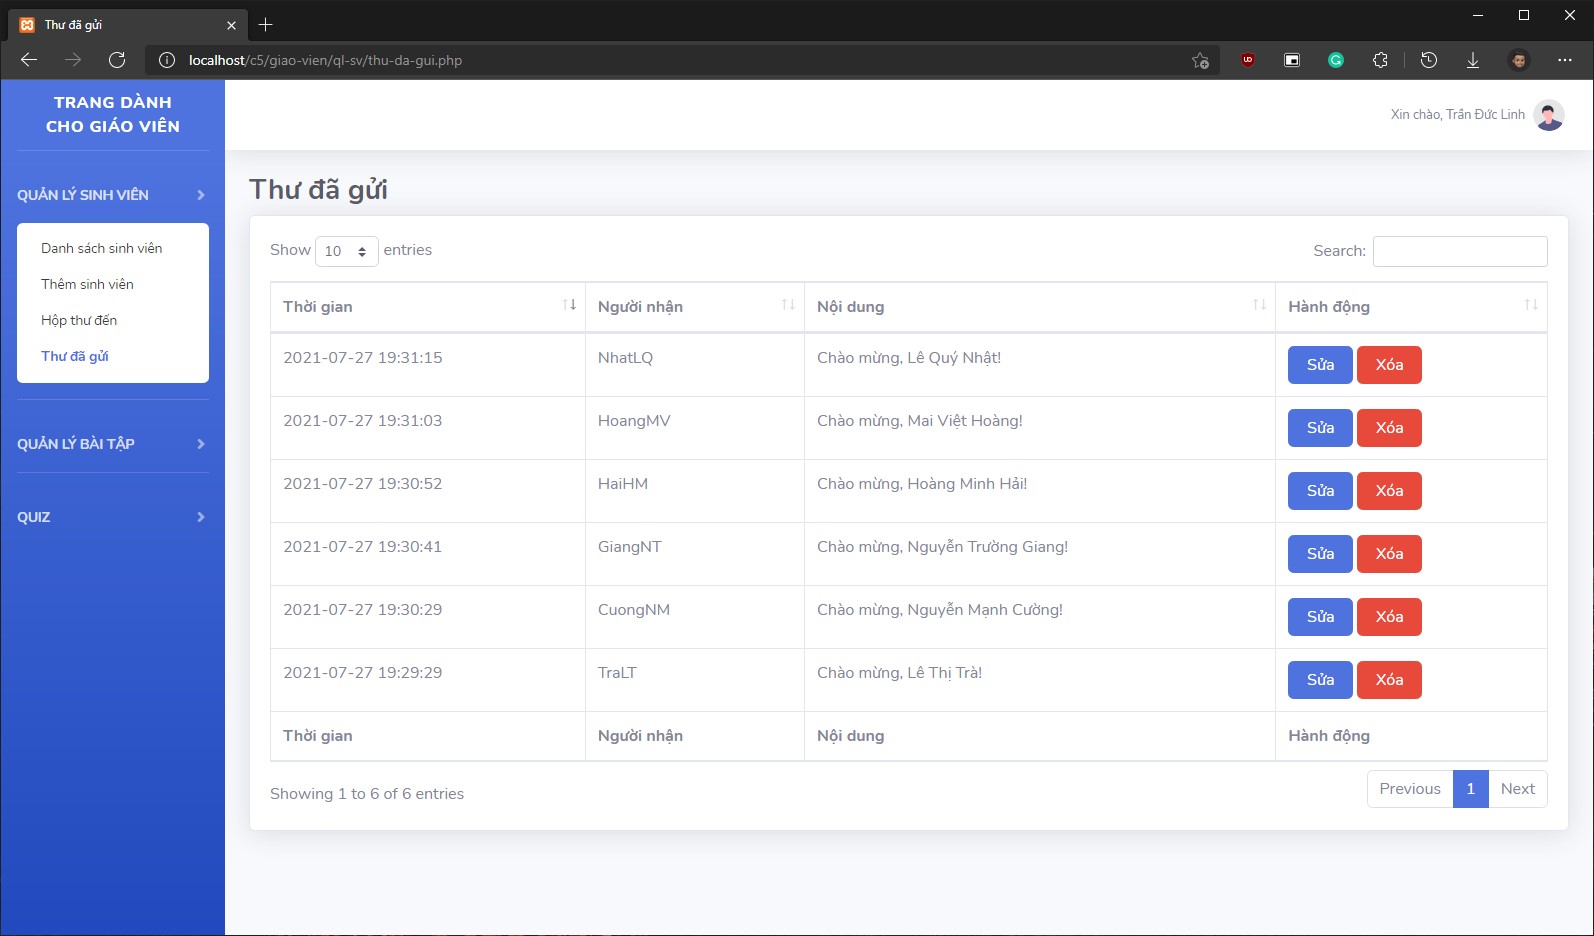 Thư đã gửi
localhost/c5/giao-vien/ql-sv/thu-da-gui.php
TRANG DÀNH
CHO GIÁO VIÊN
Xin chào, Trần Đức Linh
QUẢN LÝ SINH VIÊN
Danh sách sinh viên
Thêm sinh viên
Hộp thư đến
Thư đã gửi
QUẢN LÝ BÀI TẬP
QUIZ
Thư đã gửi
Show 10 entries
Search:
Thời gian Người nhận Nội dung Hành động
2021-07-27 19:31:15 NhatLQ Chào mừng, Lê Quý Nhật! Sửa Xóa
2021-07-27 19:31:03 HoangMV Chào mừng, Mai Việt Hoàng! Sửa Xóa
2021-07-27 19:30:52 HaiHM Chào mừng, Hoàng Minh Hải! Sửa Xóa
2021-07-27 19:30:41 GiangNT Chào mừng, Nguyễn Trường Giang! Sửa Xóa
2021-07-27 19:30:29 CuongNM Chào mừng, Nguyễn Mạnh Cường! Sửa Xóa
2021-07-27 19:29:29 TraLT Chào mừng, Lê Thị Trà! Sửa Xóa
Thời gian Người nhận Nội dung Hành động
Showing 1 to 6 of 6 entries
Previous 1 Next